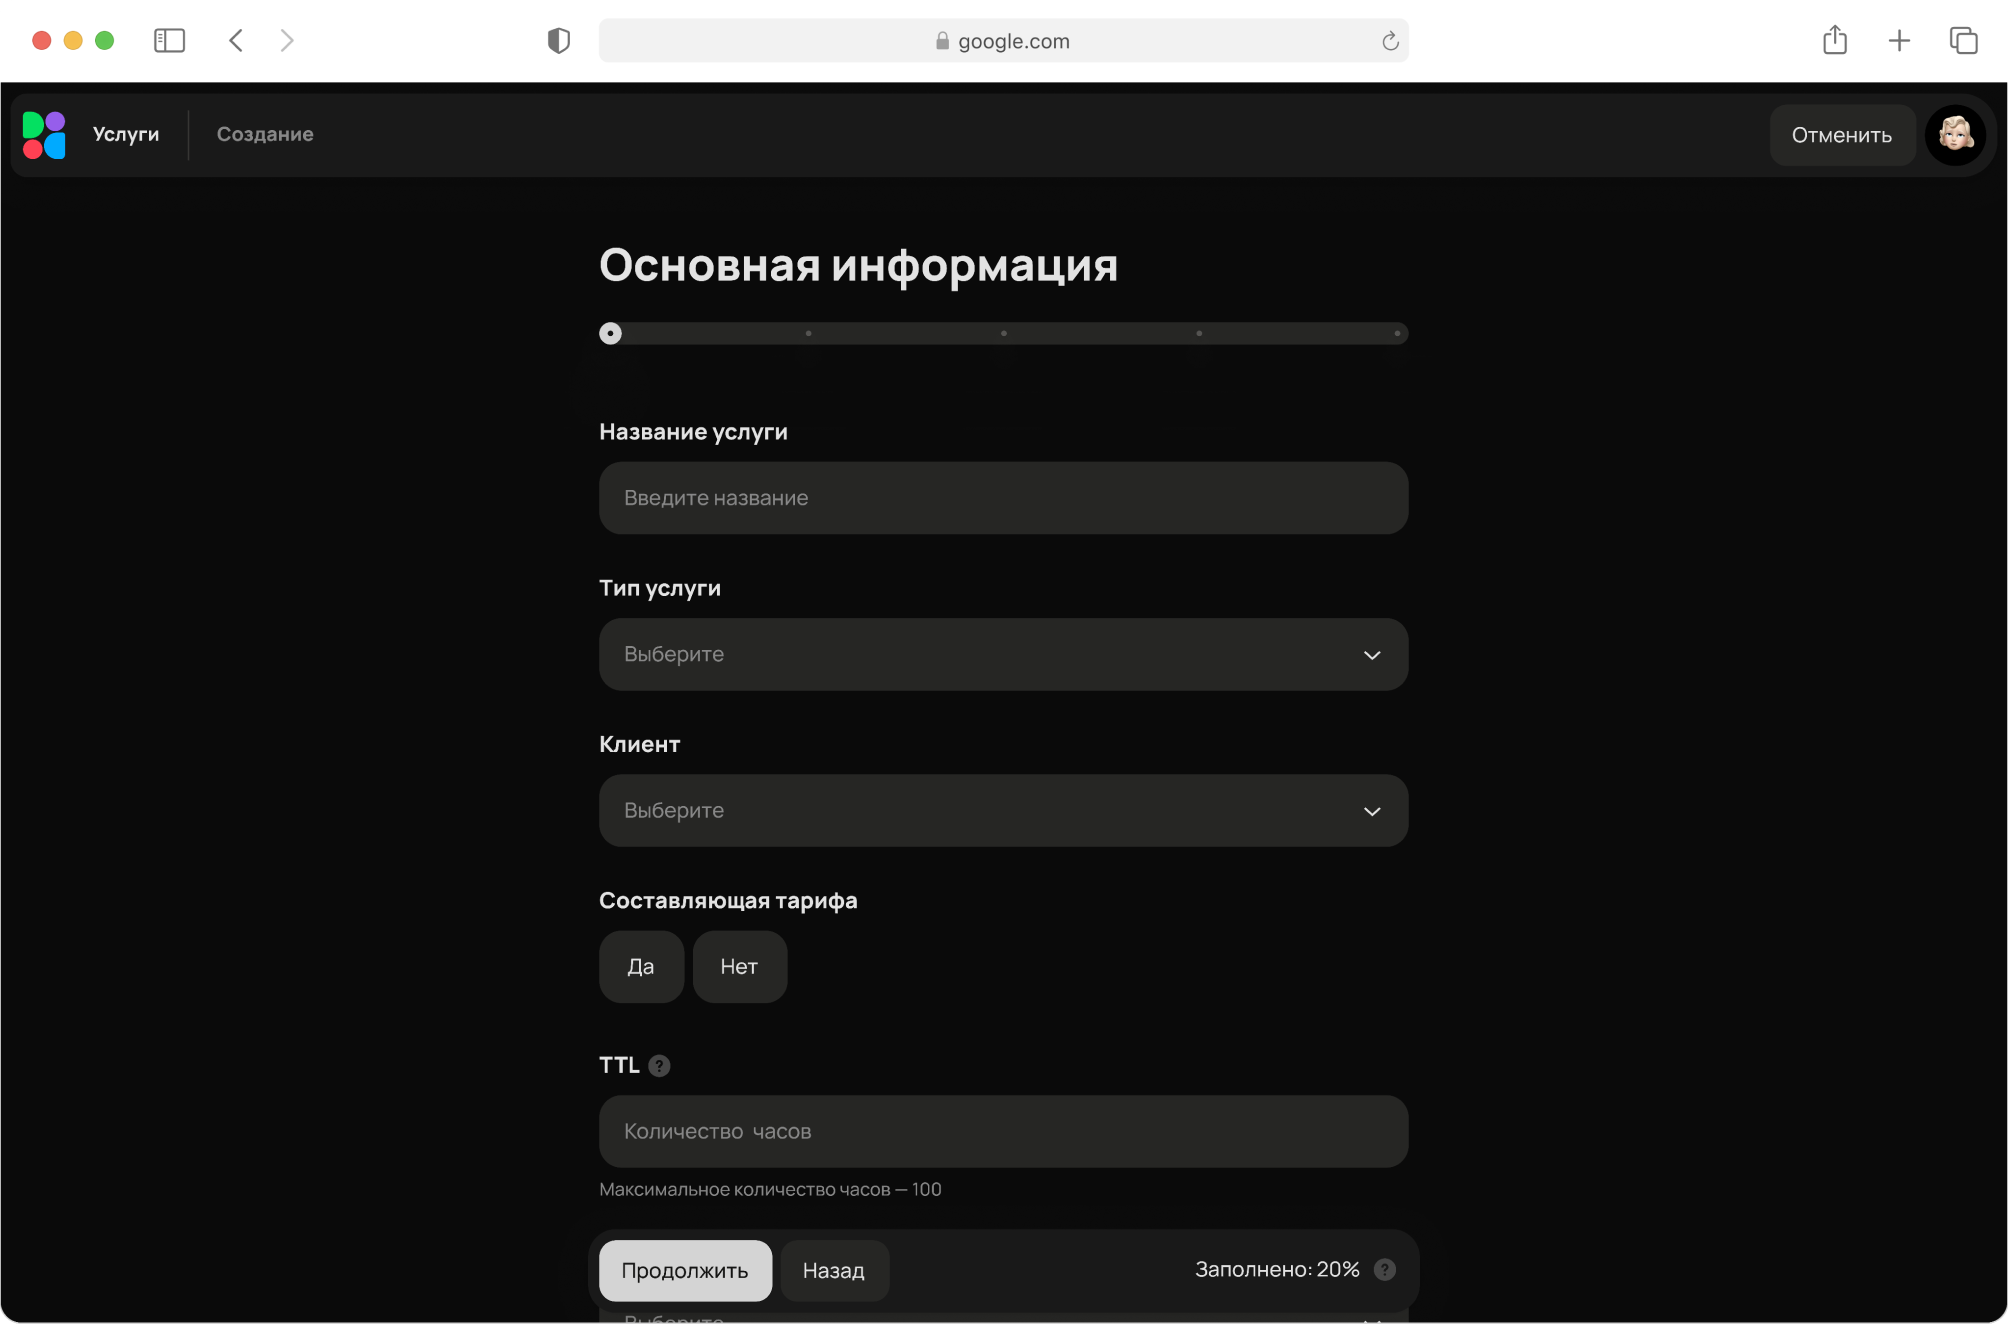 google.com
Услуги
Создание
Отменить
Основная информация
Название услуги
Введите название
Тип услуги
Выберите
Клиент
Выберите
Составляющая тарифа
Да
Нет
TTL ?
Количество часов
Максимальное количество часов — 100
Продолжить
Назад
Заполнено: 20% ?
Выберите